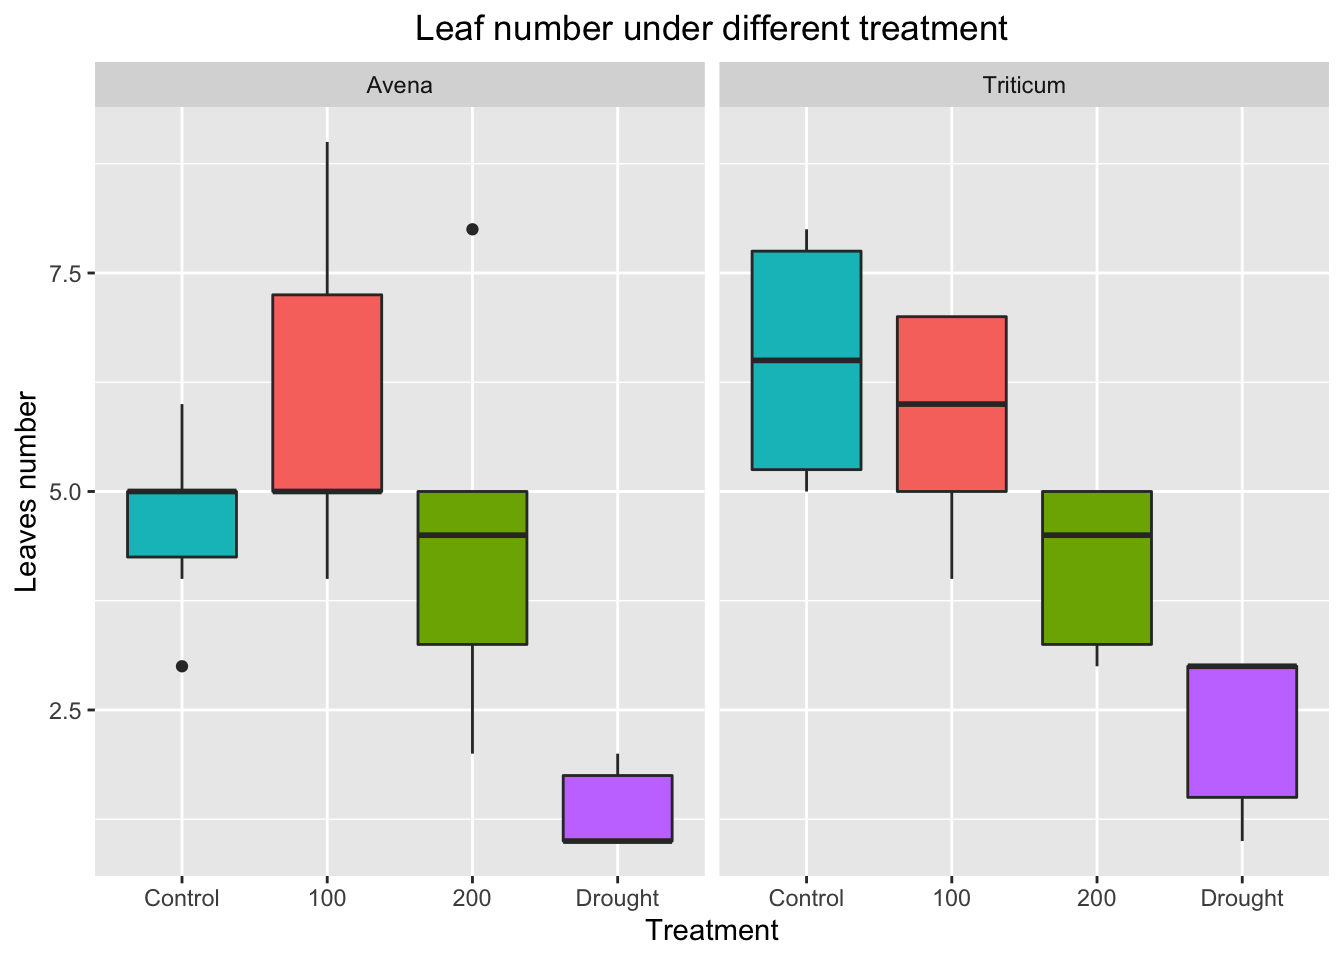 Leaf number under different treatment
Avena
Triticum
Leaves number
7.5
5.0
2.5
Control 100 200 Drought
Control 100 200 Drought
Treatment